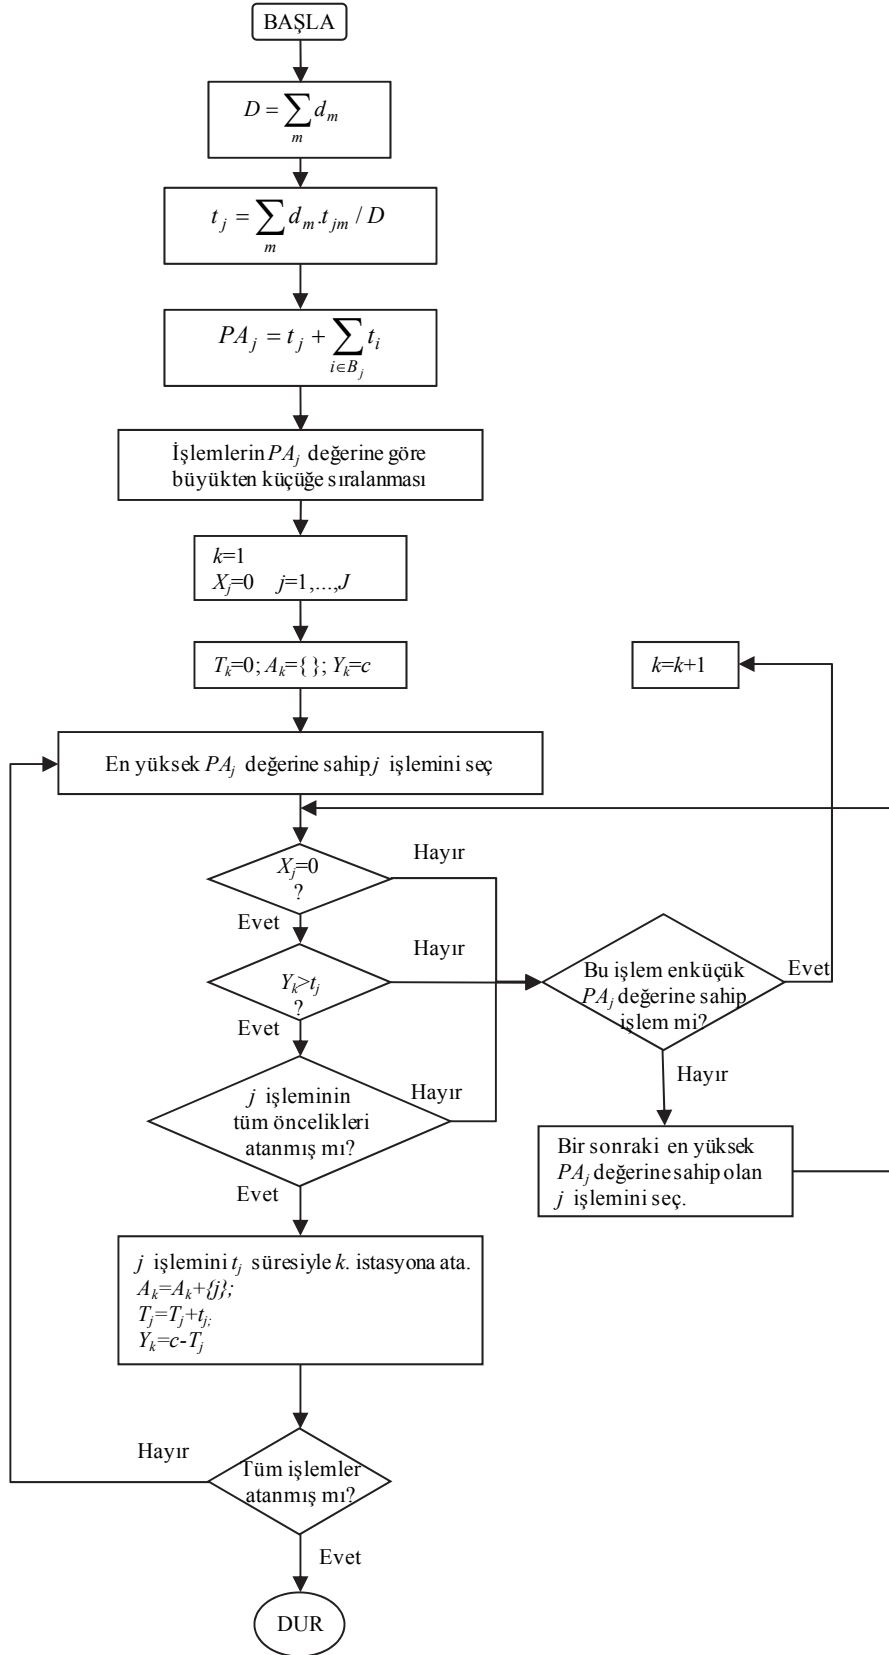 BAŞLA
D = ∑_m d_m
t_j = ∑_m d_m.t_jm / D
PA_j = t_j + ∑_{i∈B_j} t_i
İşlemlerin PA_j değerine göre
büyükten küçüğe sıralanması
k=1
X_j=0 j=1,...,J
T_k=0; A_k={ }; Y_k=c
k=k+1
En yüksek PA_j değerine sahip j işlemini seç
X_j=0
?
Hayır
Evet
Y_k>t_j
?
Hayır
Evet
Bu işlem enküçük
PA_j değerine sahip
işlem mi?
Evet
Hayır
j işleminin
tüm öncelikleri
atanmış mı?
Hayır
Evet
Bir sonraki en yüksek
PA_j değerine sahip olan
j işlemini seç.
j işlemini t_j süresiyle k. istasyona ata.
A_k=A_k+{j};
T_j=T_j+t_j;
Y_k=c-T_j
Hayır
Tüm işlemler
atanmış mı?
Evet
DUR